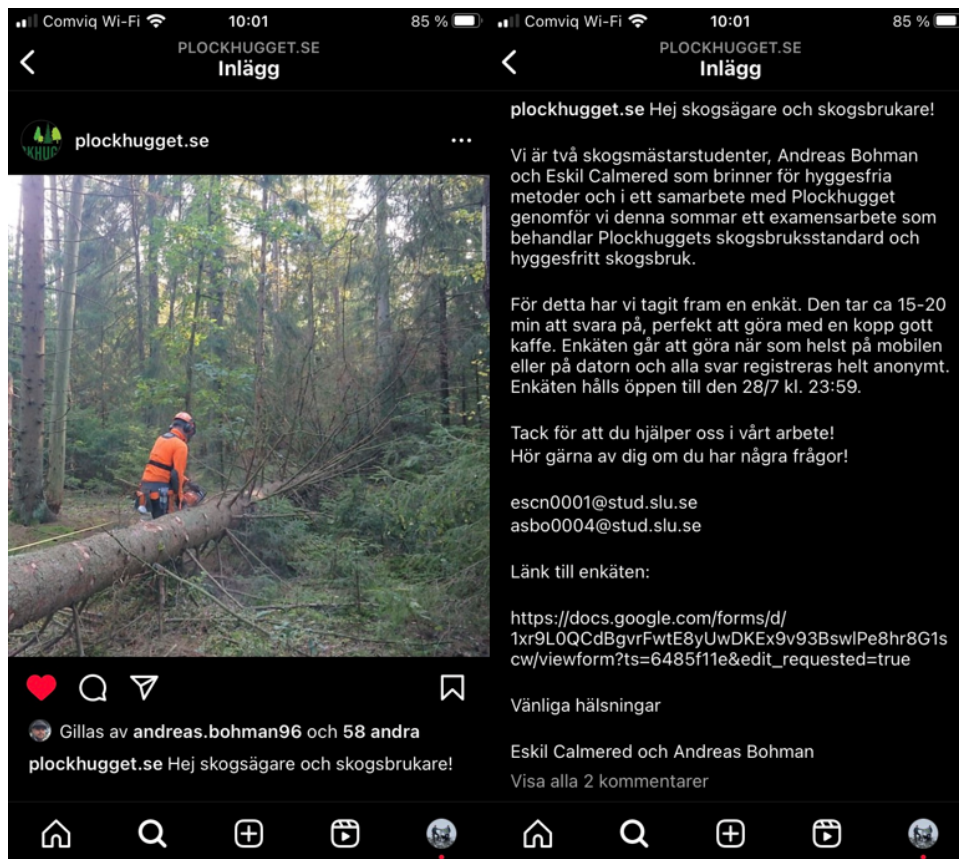 Comviq Wi-Fi 10:01 85 %
PLOCKHUGGET.SE
Inlägg
KHUG
plockhugget.se
Gillas av andreas.bohman96 och 58 andra
plockhugget.se Hej skogsägare och skogsbrukare!
Comviq Wi-Fi 10:01 85 %
PLOCKHUGGET.SE
Inlägg
plockhugget.se Hej skogsägare och skogsbrukare!
Vi är två skogsmästarstudenter, Andreas Bohman
och Eskil Calmered som brinner för hyggesfria
metoder och i ett samarbete med Plockhugget
genomför vi denna sommar ett examensarbete som
behandlar Plockhuggets skogsbruksstandard och
hyggesfritt skogsbruk.
För detta har vi tagit fram en enkät. Den tar ca 15-20
min att svara på, perfekt att göra med en kopp gott
kaffe. Enkäten går att göra när som helst på mobilen
eller på datorn och alla svar registreras helt anonymt.
Enkäten hålls öppen till den 28/7 kl. 23:59.
Tack för att du hjälper oss i vårt arbete!
Hör gärna av dig om du har några frågor!
escn0001@stud.slu.se
asbo0004@stud.slu.se
Länk till enkäten:
https://docs.google.com/forms/d/
1xr9L0QCdBgvrFwtE8yUwDKEx9v93BswlPe8hr8G1s
cw/viewform?ts=6485f11e&edit_requested=true
Vänliga hälsningar
Eskil Calmered och Andreas Bohman
Visa alla 2 kommentarer